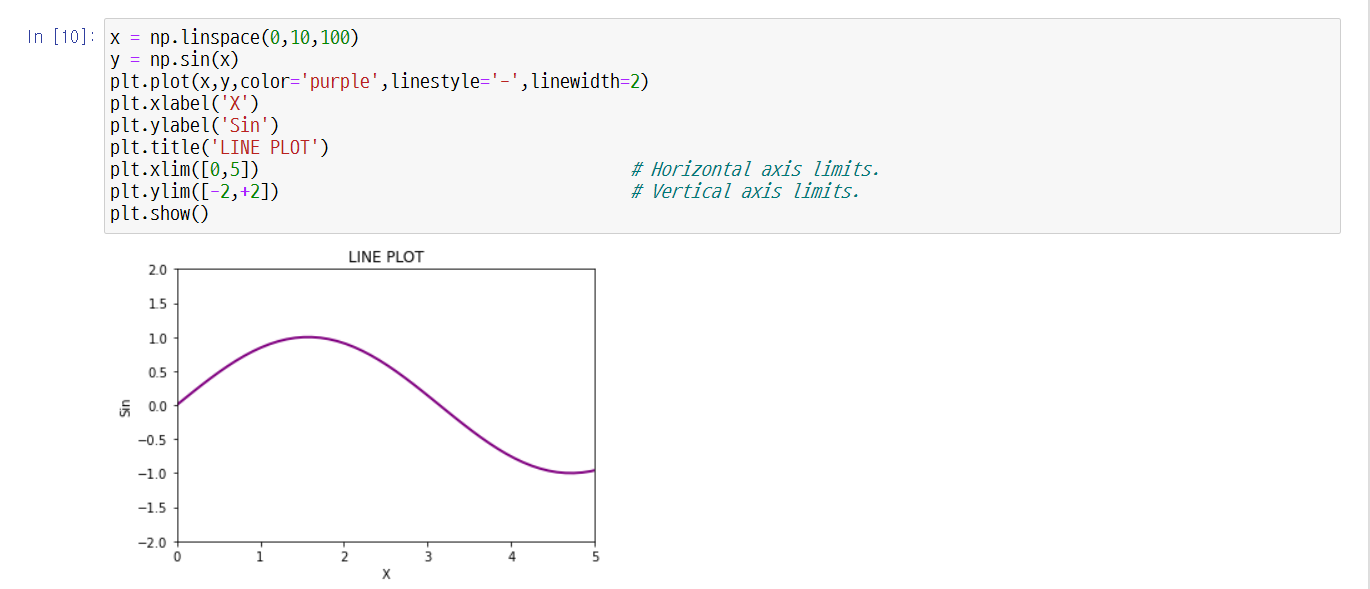 In [10]: x = np.linspace(0,10,100)
y = np.sin(x)
plt.plot(x,y,color='purple',linestyle='-',linewidth=2)
plt.xlabel('X')
plt.ylabel('Sin')
plt.title('LINE PLOT')
plt.xlim([0,5]) # Horizontal axis limits.
plt.ylim([-2,+2]) # Vertical axis limits.
plt.show()
LINE PLOT
2.0
1.5
1.0
0.5
0.0
−0.5
−1.0
−1.5
−2.0
Sin
0 1 2 3 4 5
X